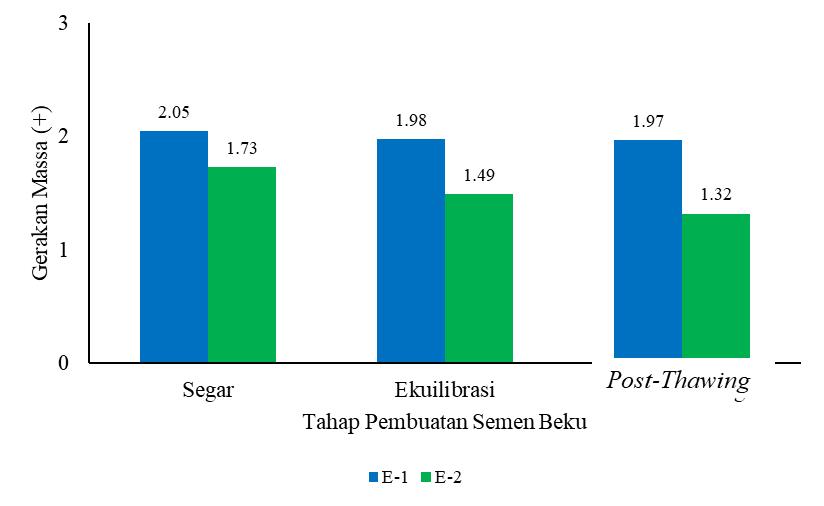 3
2.05
1.98
1.97
2
1.73
1.49
1.32
1
0
Gerakan Massa (+)
Segar
Ekuilibrasi
Post-Thawing
Tahap Pembuatan Semen Beku
E-1 E-2